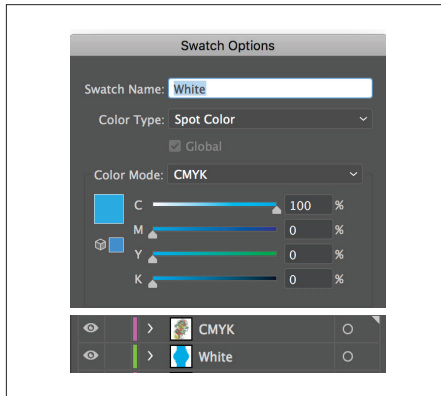 Swatch Options
Swatch Name: White
Color Type: Spot Color
Global
Color Mode: CMYK
C 100 %
M 0 %
Y 0 %
K 0 %
CMYK
White